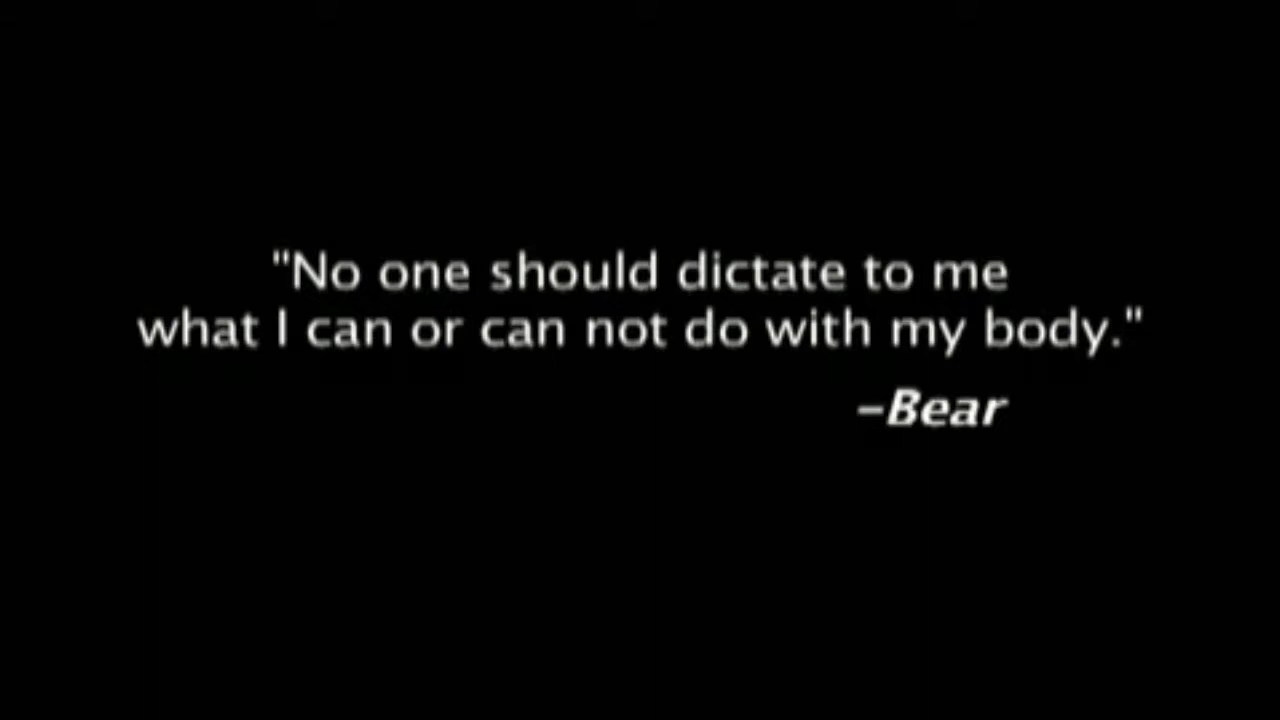 "No one should dictate to me
what I can or can not do with my body."
–Bear